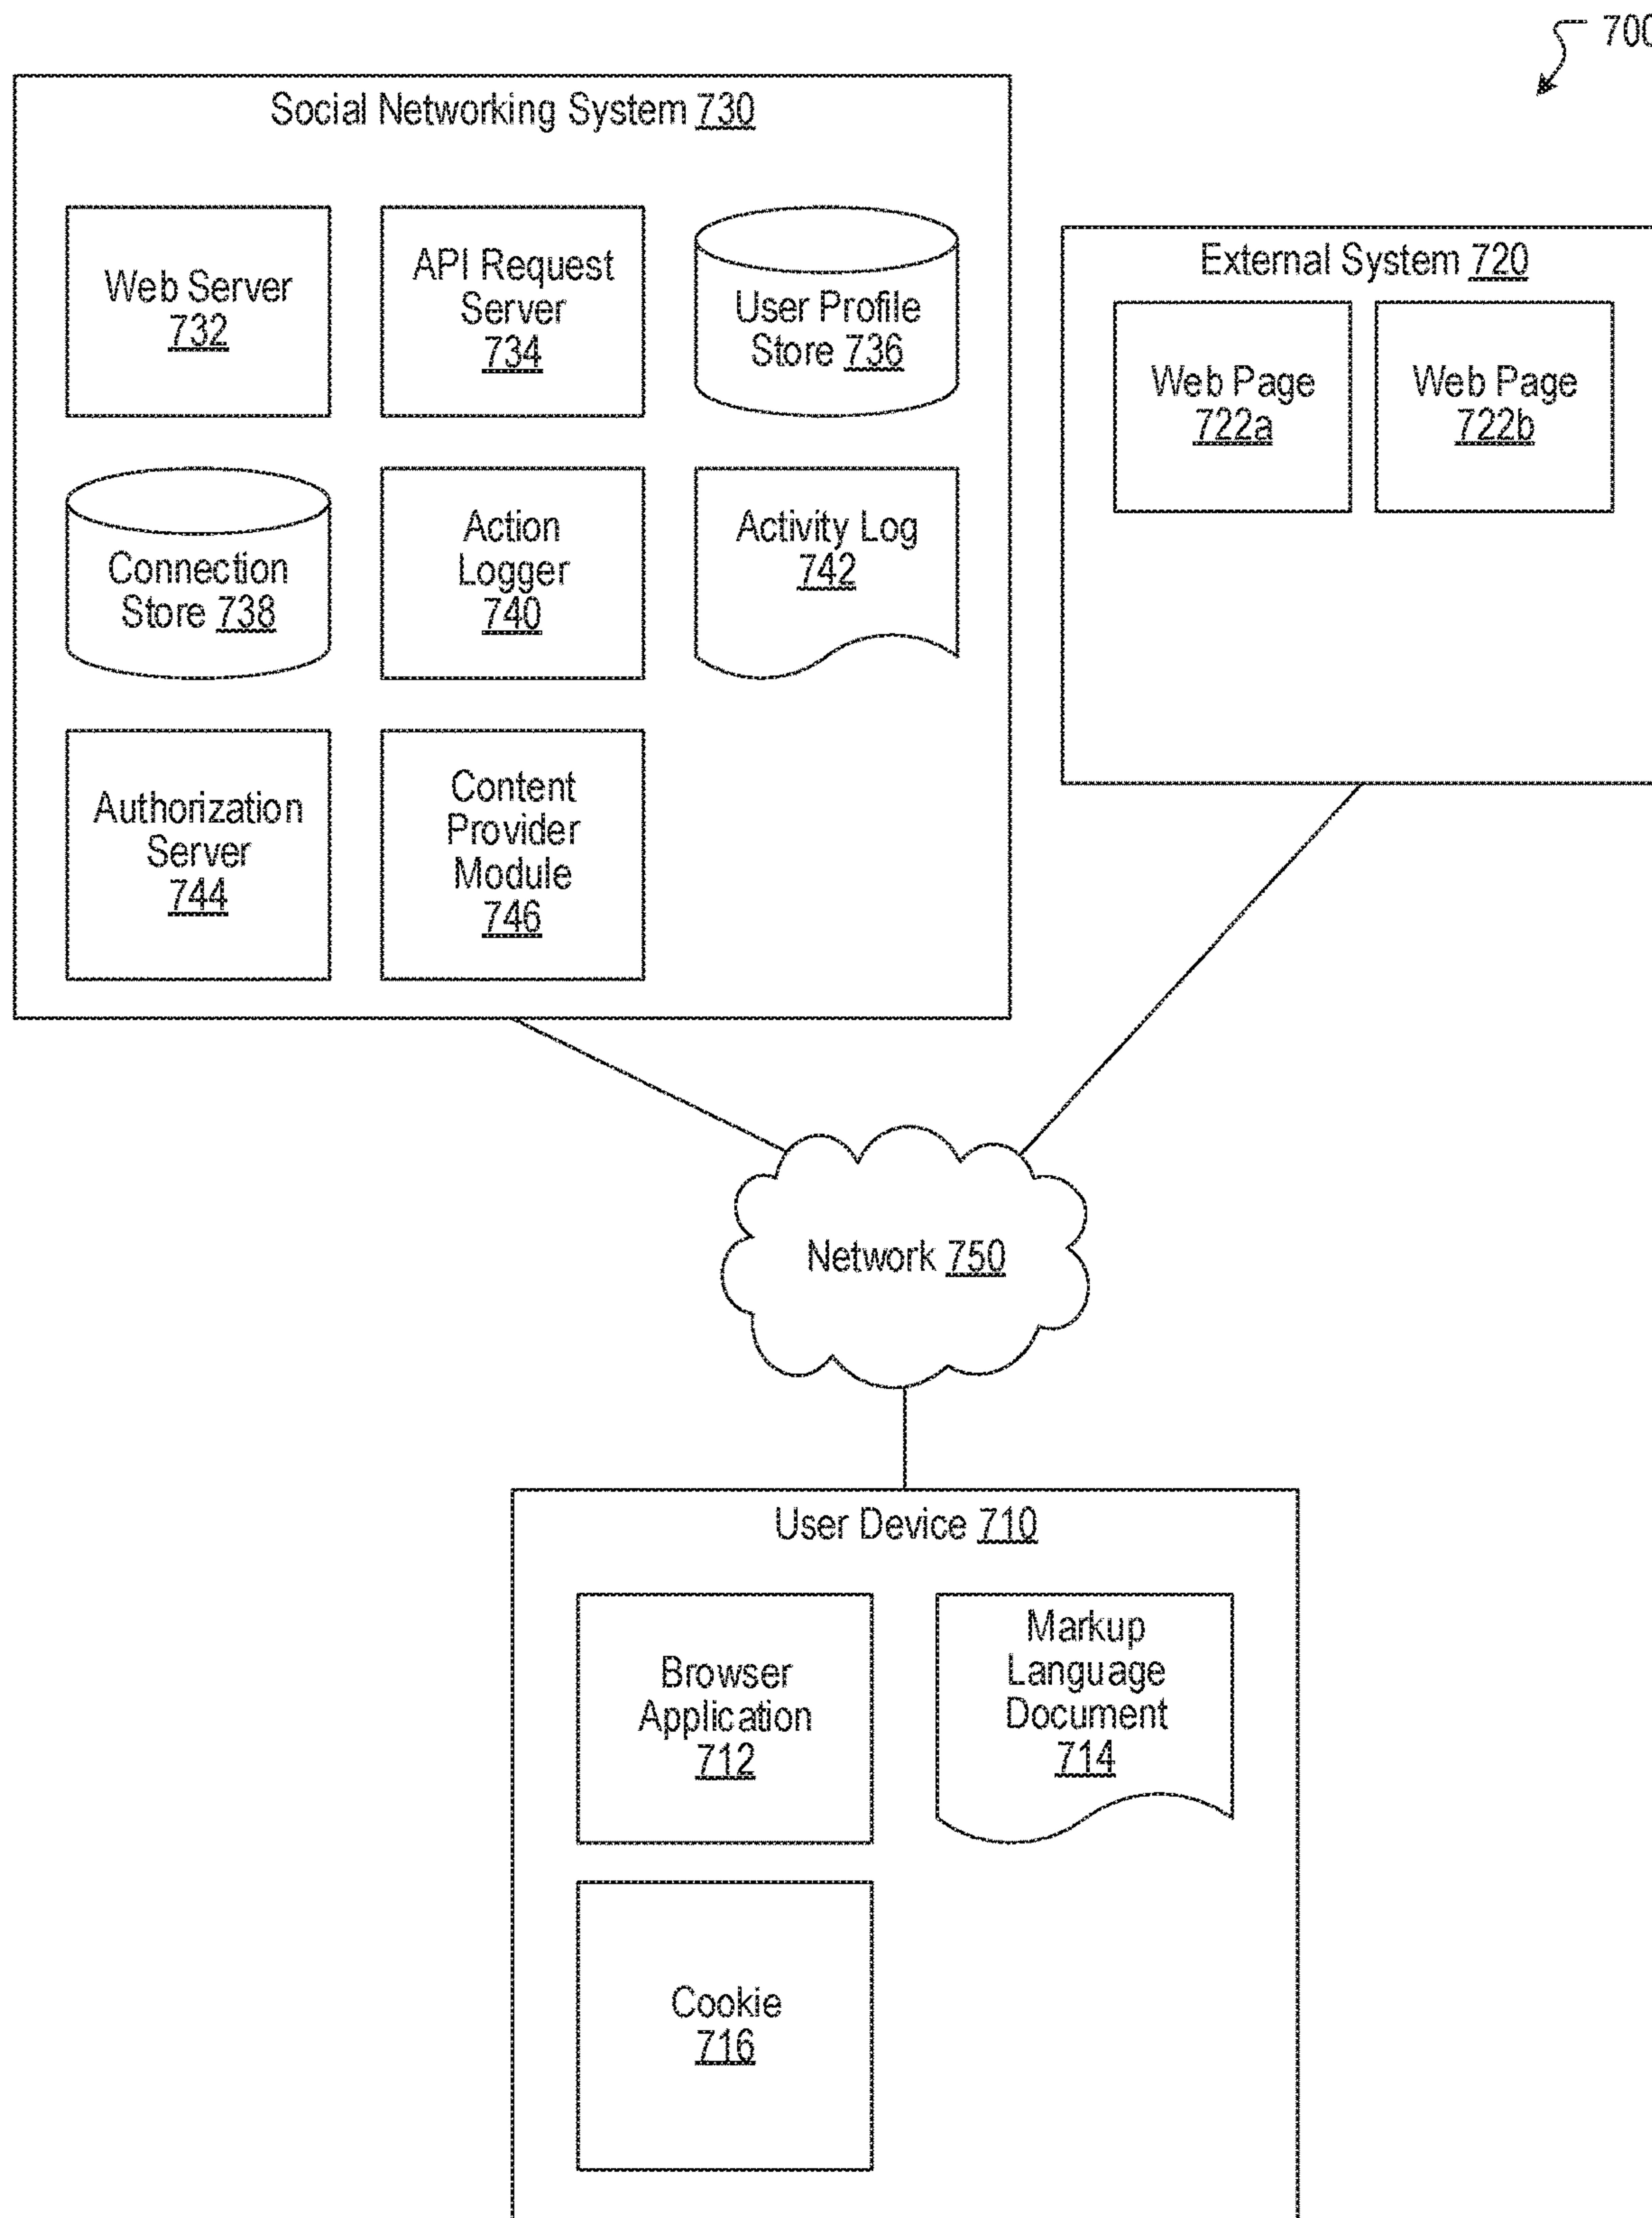 700
Social Networking System 730
Web Server
732
API Request
Server
734
User Profile
Store 736
Connection
Store 738
Action
Logger
740
Activity Log
742
Authorization
Server
744
Content
Provider
Module
746
External System 720
Web Page
722a
Web Page
722b
Network 750
User Device 710
Browser
Application
712
Markup
Language
Document
714
Cookie
716